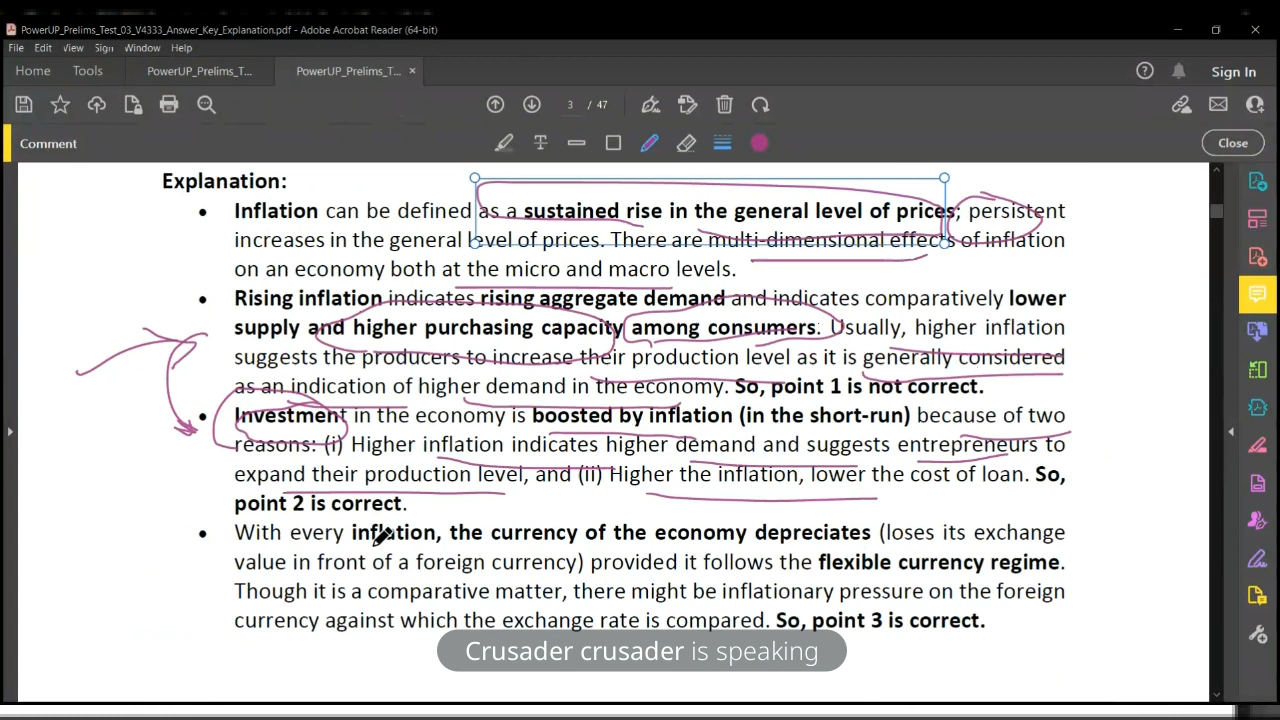 PowerUP_Prelims_Test_03_V4333_Answer_Key_Explanation.pdf - Adobe Acrobat Reader (64-bit)
File Edit View Sign Window Help
Home Tools PowerUP_Prelims_T... PowerUP_Prelims_T... × Sign In
3 / 47
Comment Close
Explanation:
• Inflation can be defined as a sustained rise in the general level of prices; persistent
increases in the general level of prices. There are multi-dimensional effects of inflation
on an economy both at the micro and macro levels.
• Rising inflation indicates rising aggregate demand and indicates comparatively lower
supply and higher purchasing capacity among consumers. Usually, higher inflation
suggests the producers to increase their production level as it is generally considered
as an indication of higher demand in the economy. So, point 1 is not correct.
• Investment in the economy is boosted by inflation (in the short-run) because of two
reasons: (i) Higher inflation indicates higher demand and suggests entrepreneurs to
expand their production level, and (ii) Higher the inflation, lower the cost of loan. So,
point 2 is correct.
• With every inflation, the currency of the economy depreciates (loses its exchange
value in front of a foreign currency) provided it follows the flexible currency regime.
Though it is a comparative matter, there might be inflationary pressure on the foreign
currency against which the exchange rate is compared. So, point 3 is correct.
Crusader crusader is speaking